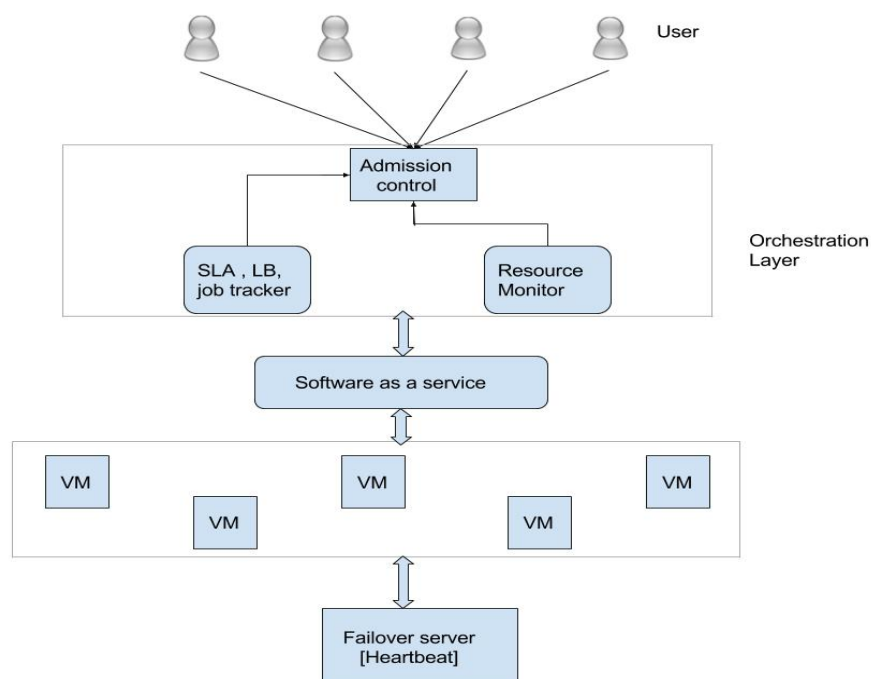 User
Admission
control
SLA , LB,
job tracker
Resource
Monitor
Orchestration
Layer
Software as a service
VM
VM
VM
VM
VM
Failover server
[Heartbeat]